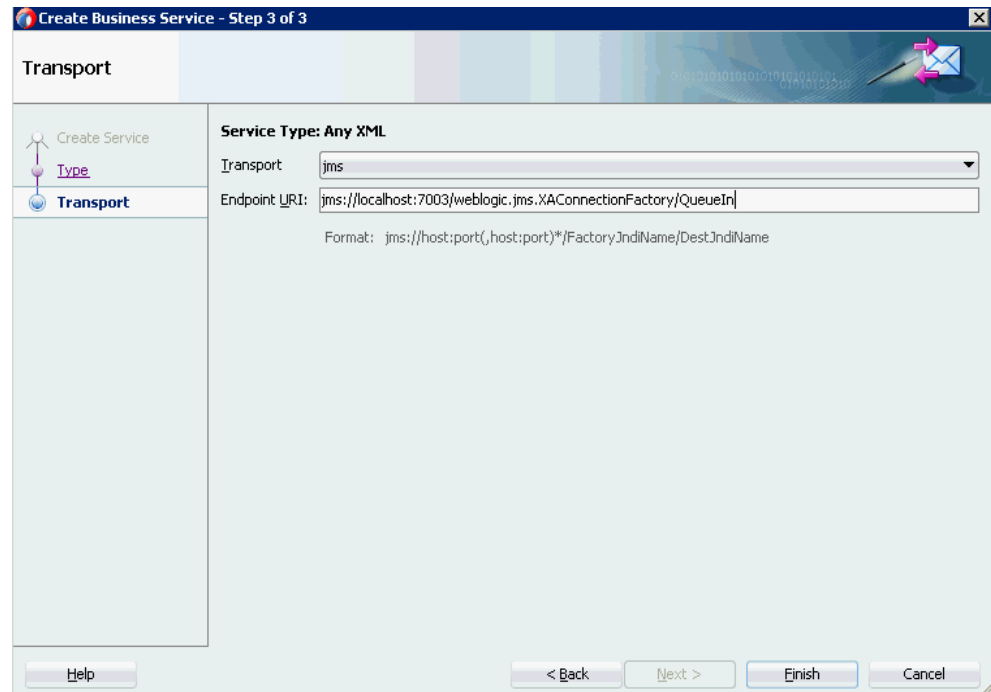 Create Business Service - Step 3 of 3
Transport
Create Service
Type
Transport
Service Type: Any XML
Transport jms
Endpoint URI: jms://localhost:7003/weblogic.jms.XAConnectionFactory/QueueIn
Format: jms://host:port(,host:port)*/FactoryJndiName/DestJndiName
Help < Back Next > Finish Cancel